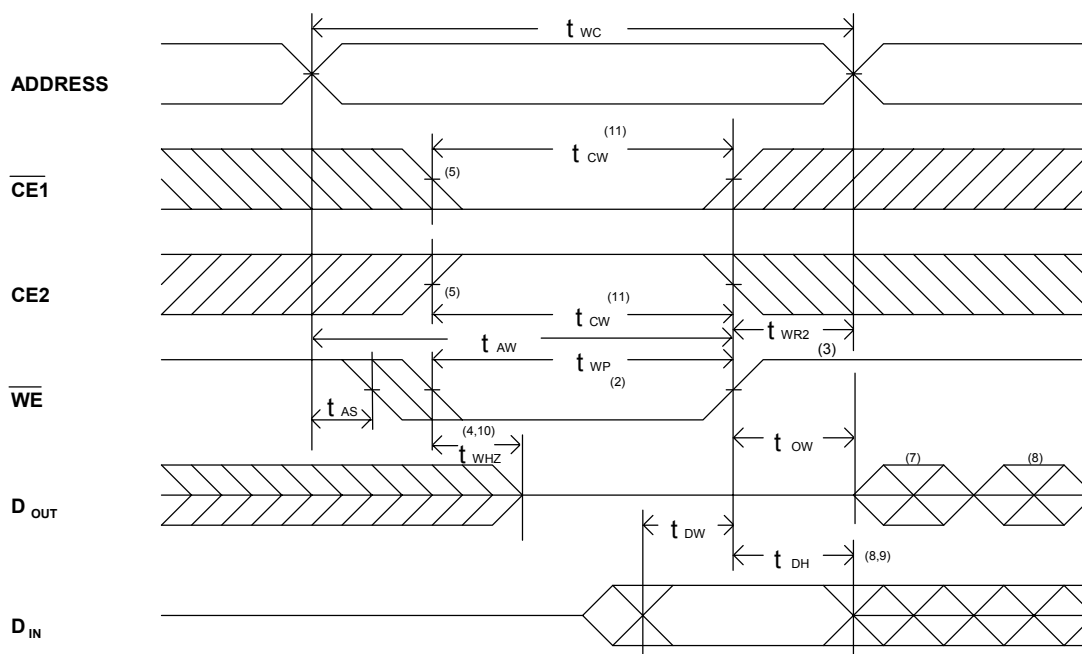 t WC
ADDRESS
(11)
t CW
CE1
(5)
CE2
(5)
(11)
t CW
t WR2
t AW
(3)
t WP
(2)
WE
t AS
(4,10)
t WHZ
t OW
(7)
(8)
D OUT
t DW
t DH
(8,9)
D IN